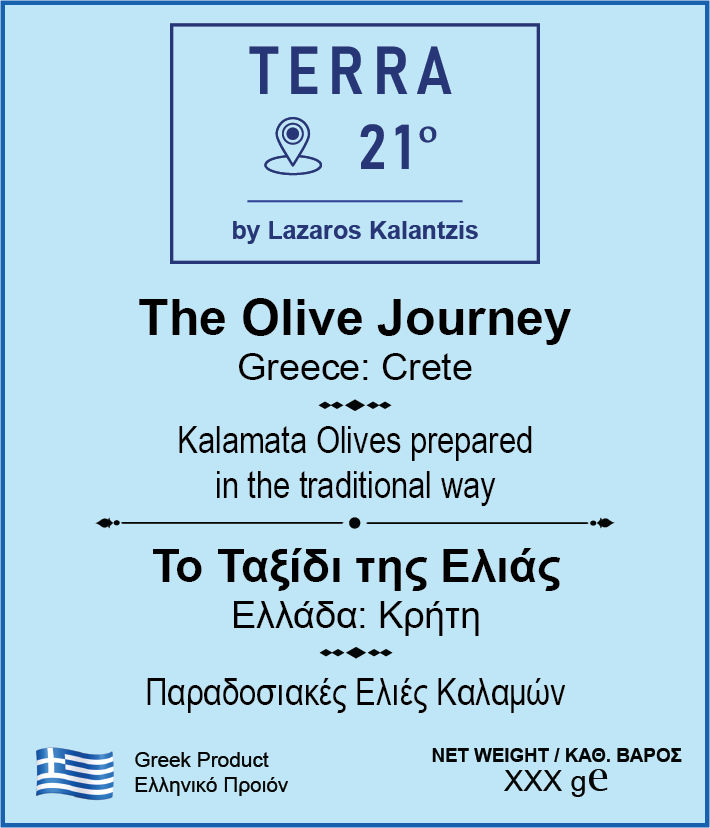 TERRA
21º
by Lazaros Kalantzis
The Olive Journey
Greece: Crete
Kalamata Olives prepared
in the traditional way
Το Ταξίδι της Ελιάς
Ελλάδα: Κρήτη
Παραδοσιακές Ελιές Καλαμών
Greek Product
Ελληνικό Προιόν
NET WEIGHT / ΚΑΘ. ΒΑΡΟΣ
XXX g℮